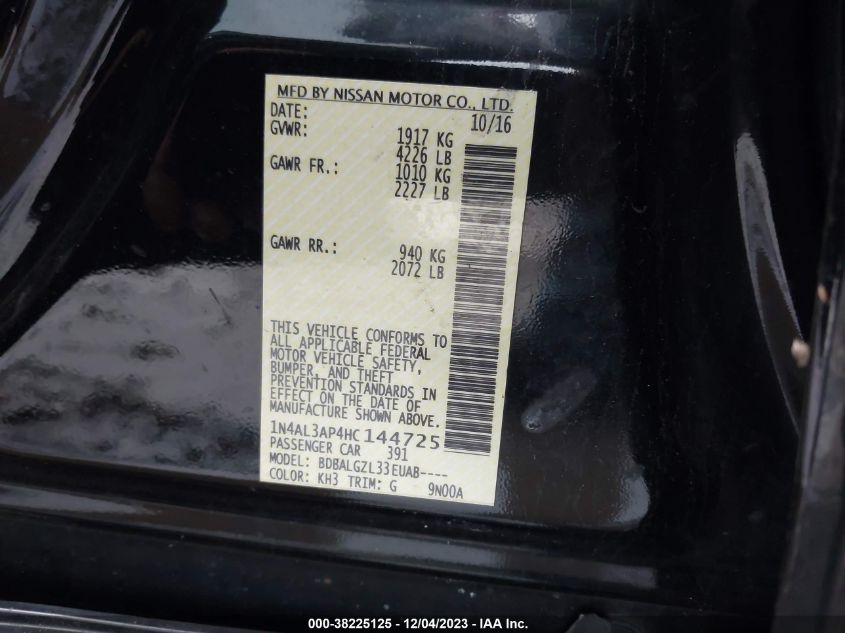 MFD BY NISSAN MOTOR CO., LTD.
DATE: 10/16
GVWR: 1917 KG
4226 LB
GAWR FR.: 1010 KG
2227 LB
GAWR RR.: 940 KG
2072 LB
THIS VEHICLE CONFORMS TO
ALL APPLICABLE FEDERAL
MOTOR VEHICLE SAFETY,
BUMPER, AND THEFT
PREVENTION STANDARDS IN
EFFECT ON THE DATE OF
MANUFACTURE SHOWN ABOVE.
1N4AL3AP4HC144725
PASSENGER CAR 391
MODEL: BDBALGZL33EUAB----
COLOR: KH3 TRIM: G 9N00A
000-38225125 - 12/04/2023 - IAA Inc.